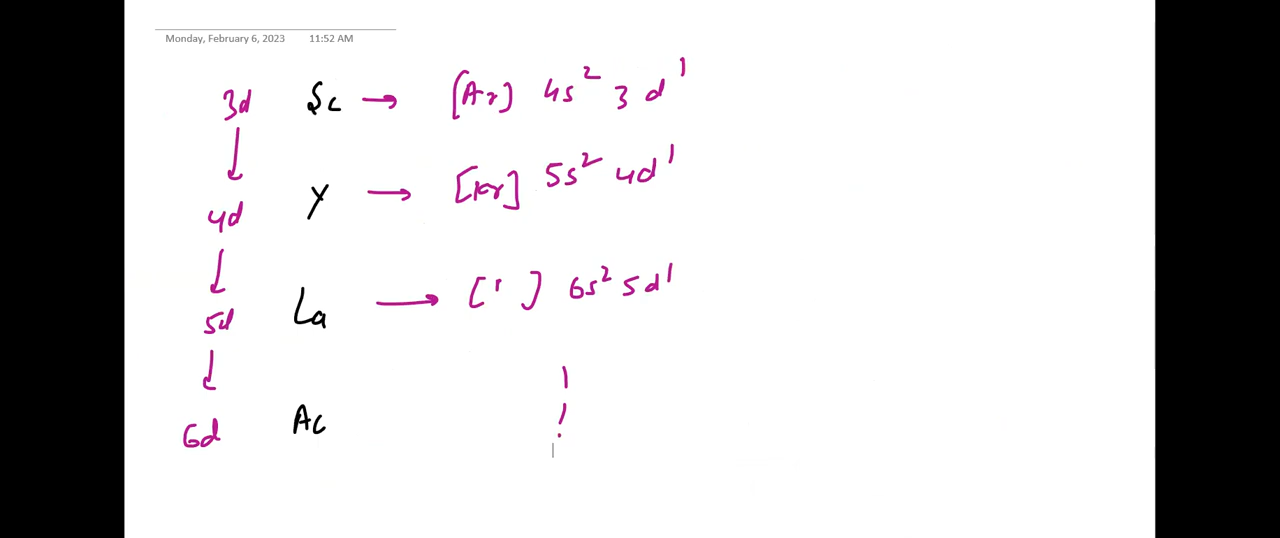 Monday, February 6, 2023 11:52 AM
3d Sc → [Ar] 4s² 3d¹
↓
4d Y → [Kr] 5s² 4d¹
↓
5d La → [ ] 6s² 5d¹
↓
6d Ac